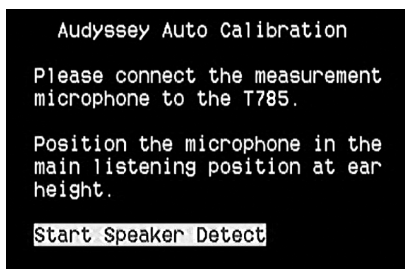 Audyssey Auto Calibration
Please connect the measurement
microphone to the T785.
Position the microphone in the
main listening position at ear
height.
Start Speaker Detect